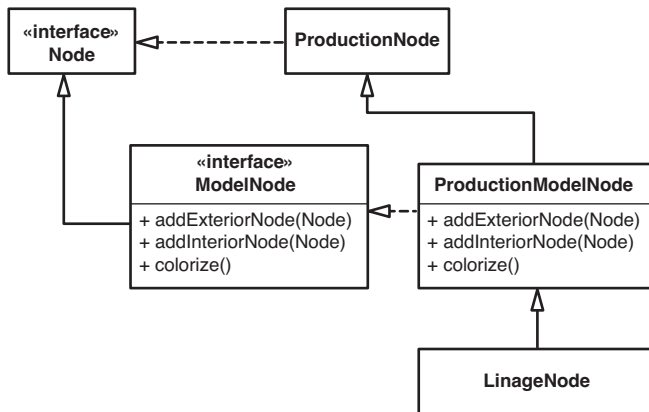 «interface»
Node
ProductionNode
«interface»
ModelNode
+ addExteriorNode(Node)
+ addInteriorNode(Node)
+ colorize()
ProductionModelNode
+ addExteriorNode(Node)
+ addInteriorNode(Node)
+ colorize()
LinageNode